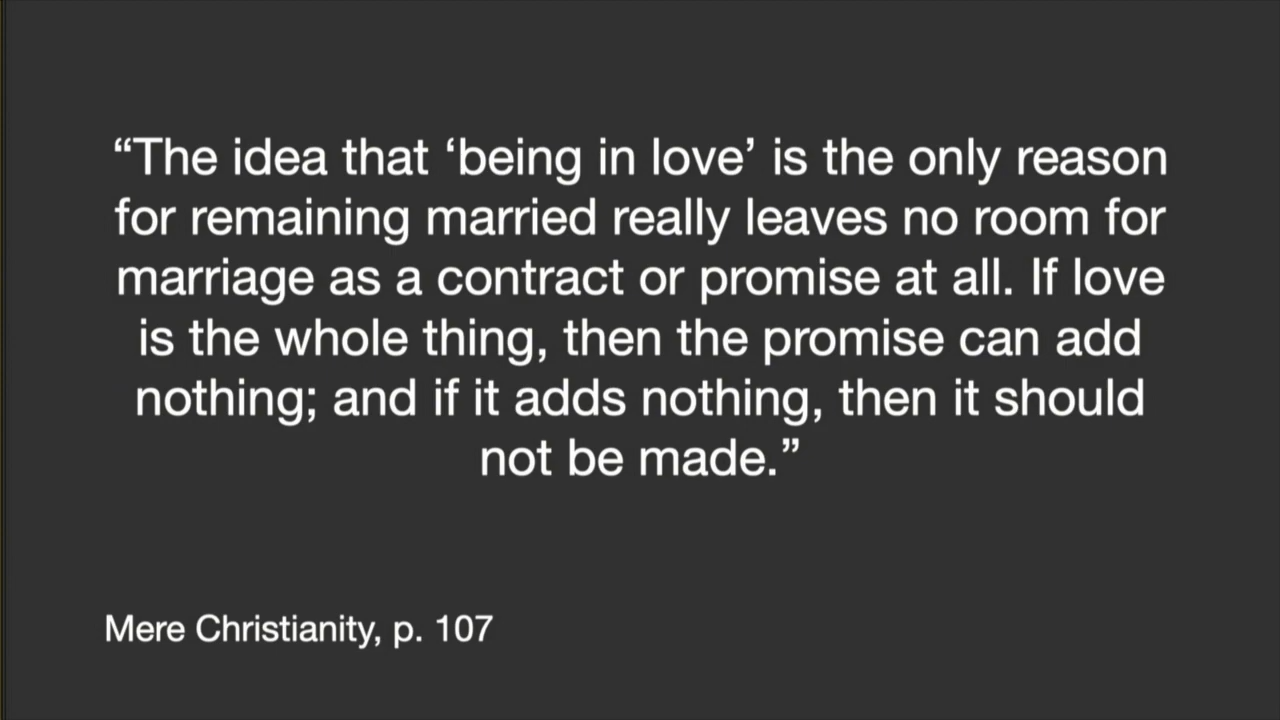 “The idea that ‘being in love’ is the only reason
for remaining married really leaves no room for
marriage as a contract or promise at all. If love
is the whole thing, then the promise can add
nothing; and if it adds nothing, then it should
not be made.”
Mere Christianity, p. 107